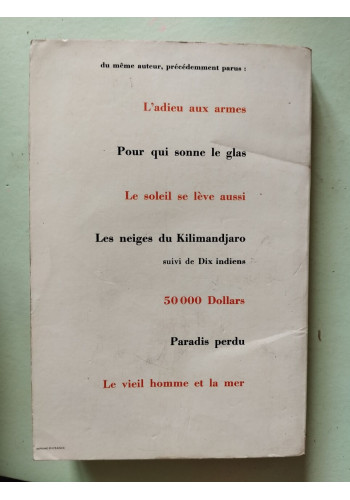 du même auteur, précédemment parus :
L'adieu aux armes
Pour qui sonne le glas
Le soleil se lève aussi
Les neiges du Kilimandjaro
suivi de Dix indiens
50 000 Dollars
Paradis perdu
Le vieil homme et la mer